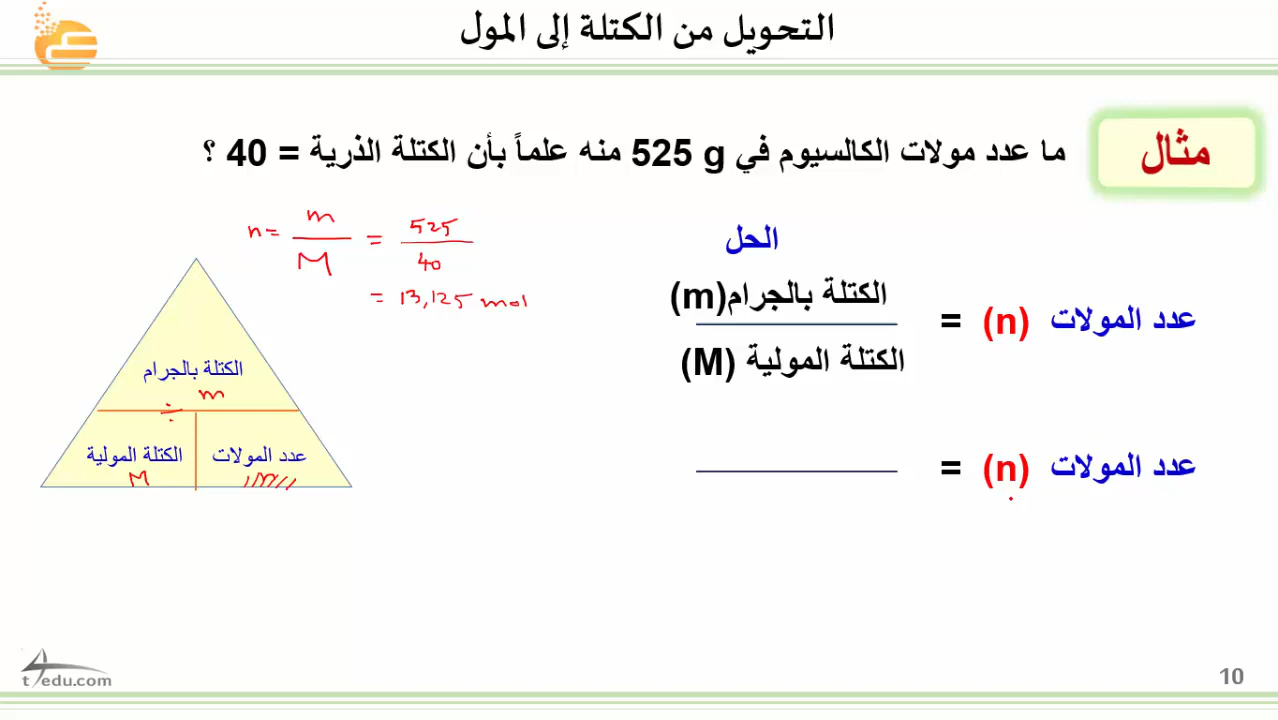 التحويل من الكتلة إلى المول
مثال
ما عدد مولات الكالسيوم في 525 g منه علماً بأن الكتلة الذرية = 40 ؟
الحل
عدد المولات (n) =
الكتلة بالجرام(m)
الكتلة المولية (M)
عدد المولات (n) =
n = m / M = 525 / 40
= 13,125 mol
الكتلة بالجرام
m
÷
عدد المولات
الكتلة المولية
M
t4edu.com
10